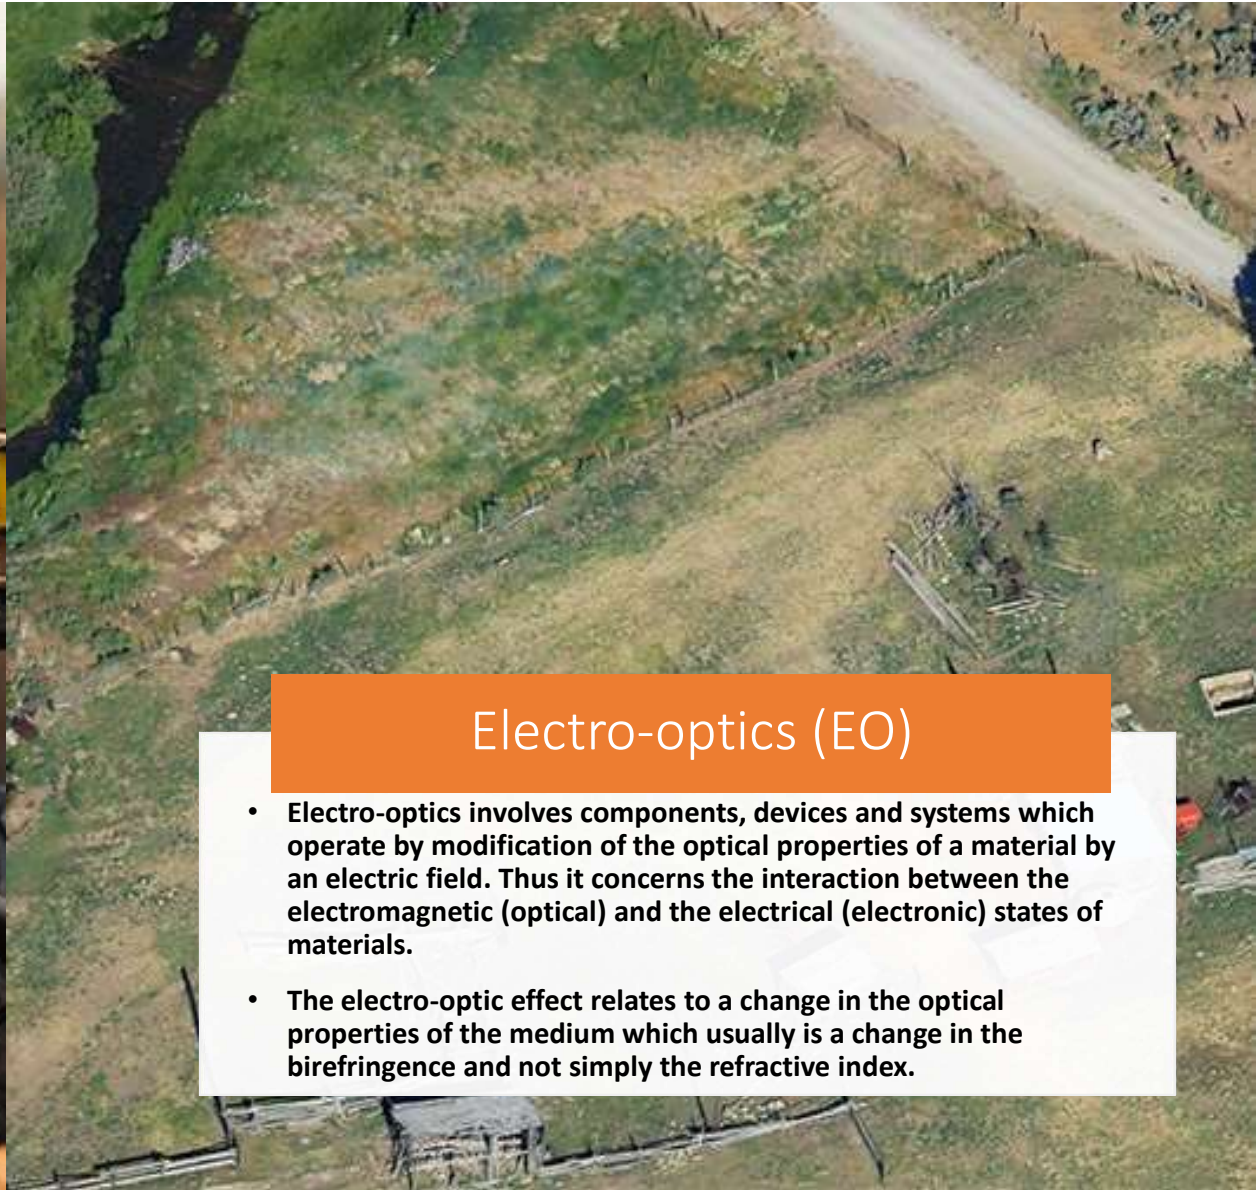 Electro-optics (EO)
• Electro-optics involves components, devices and systems which
operate by modification of the optical properties of a material by
an electric field. Thus it concerns the interaction between the
electromagnetic (optical) and the electrical (electronic) states of
materials.
• The electro-optic effect relates to a change in the optical
properties of the medium which usually is a change in the
birefringence and not simply the refractive index.